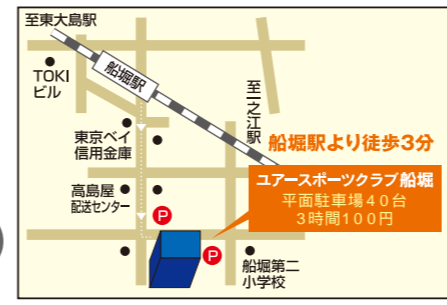 至東大島駅
船堀駅
TOKI
ビル
至一之江駅
東京ベイ
信用金庫
船堀駅より徒歩3分
ユアースポーツクラブ船堀
平面駐車場40台
3時間100円
高島屋
配送センター
P
P
船堀第二
小学校